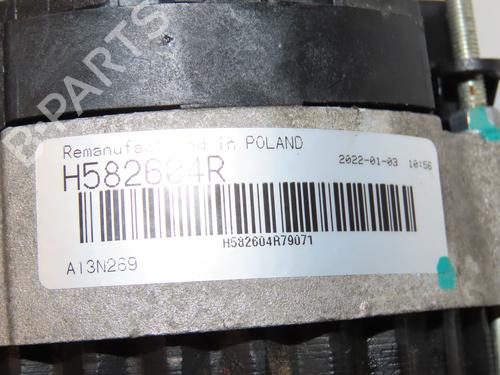 B-PARTS
Remanufactured in POLAND
2022-01-03 10:56
H582604R
H582604R79071
A13N269